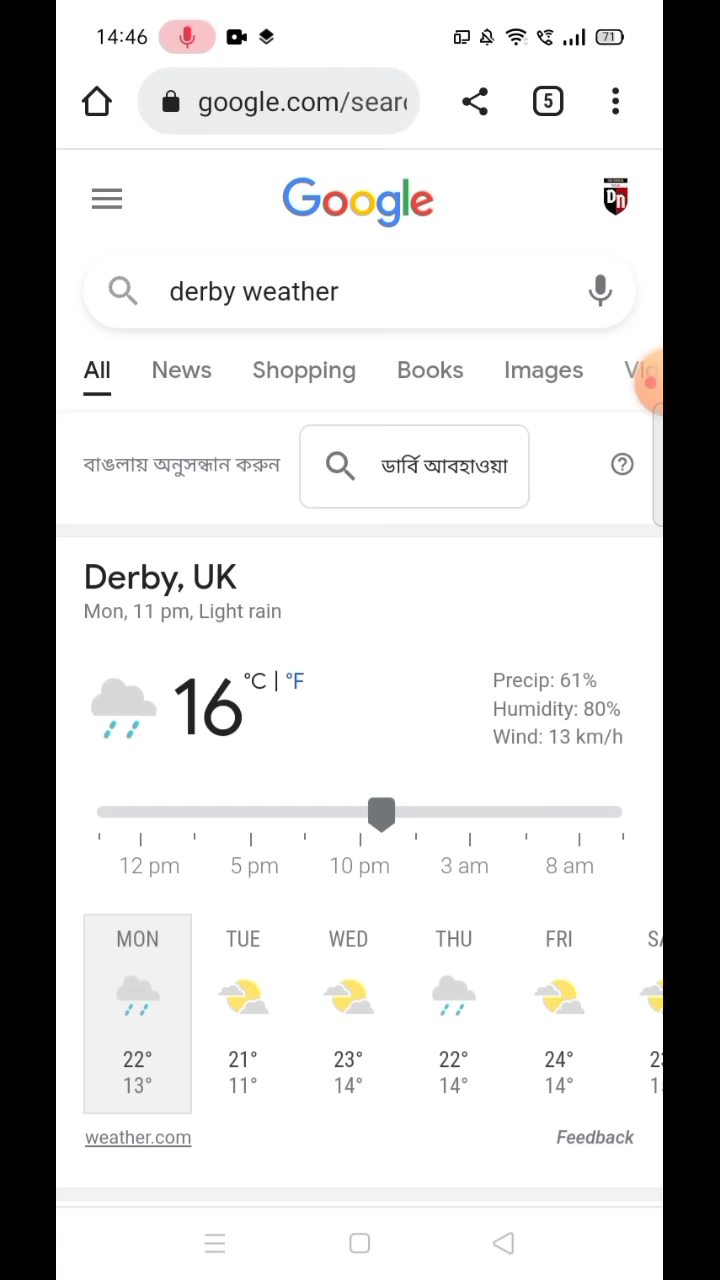 14:46 71
google.com/sear
5
Google
Dn
derby weather
All News Shopping Books Images
বাঙলায় অনুসন্ধান করুন ডার্বি আবহাওয়া
Derby, UK
Mon, 11 pm, Light rain
16 °C | °F
Precip: 61%
Humidity: 80%
Wind: 13 km/h
12 pm 5 pm 10 pm 3 am 8 am
MON TUE WED THU FRI
22° 21° 23° 22° 24°
13° 11° 14° 14° 14°
weather.com Feedback